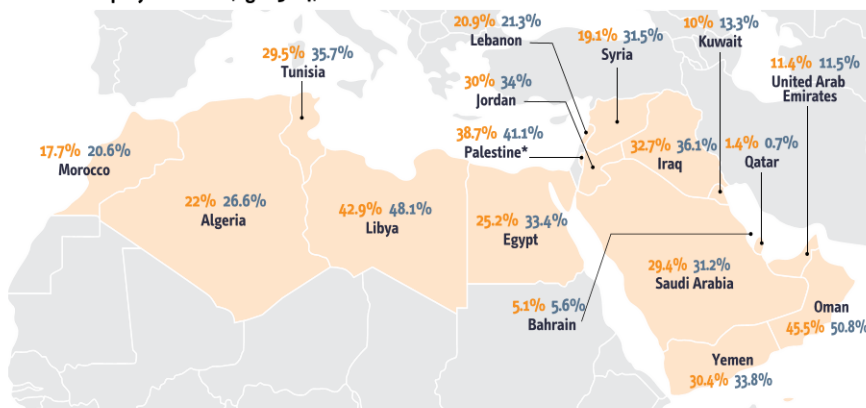 20.9% 21.3%
Lebanon
10% 13.3%
Kuwait
29.5% 35.7%
Tunisia
19.1% 31.5%
Syria
11.4% 11.5%
United Arab
Emirates
30% 34%
Jordan
38.7% 41.1%
Palestine*
32.7% 36.1%
Iraq
1.4% 0.7%
Qatar
17.7% 20.6%
Morocco
22% 26.6%
Algeria
42.9% 48.1%
Libya
25.2% 33.4%
Egypt
29.4% 31.2%
Saudi Arabia
5.1% 5.6%
Bahrain
Oman
45.5% 50.8%
Yemen
30.4% 33.8%